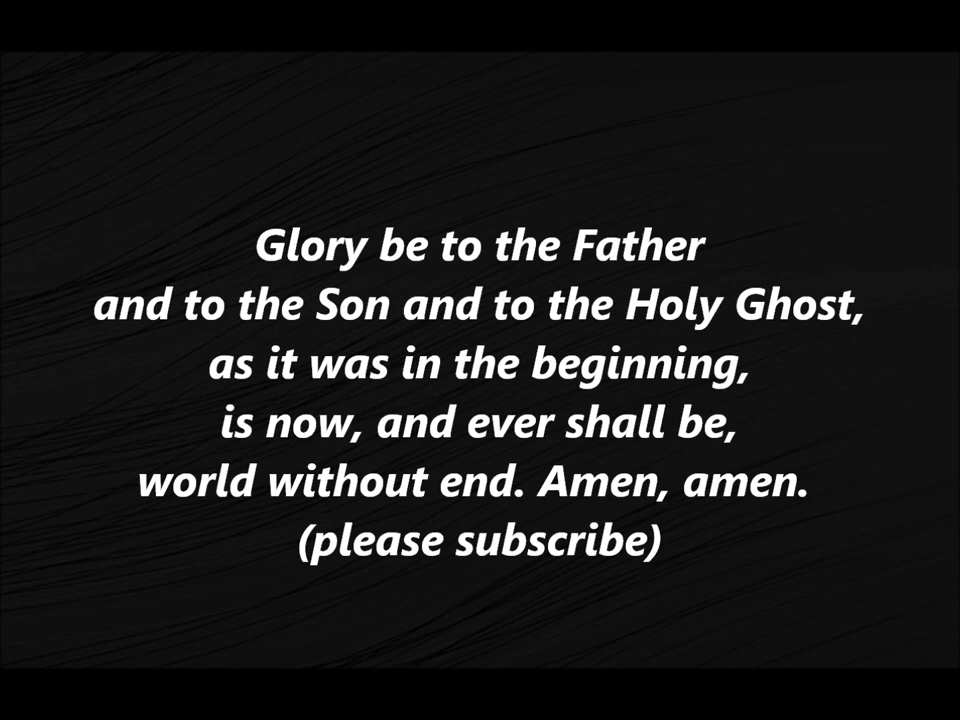 Glory be to the Father
and to the Son and to the Holy Ghost,
as it was in the beginning,
is now, and ever shall be,
world without end. Amen, amen.
(please subscribe)